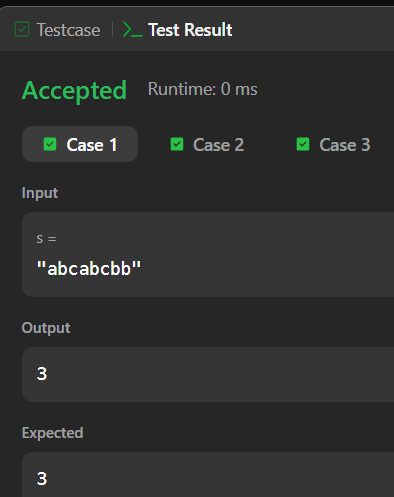 Testcase
Test Result
Accepted Runtime: 0 ms
Case 1 Case 2 Case 3
Input
s =
"abcabcbb"
Output
3
Expected
3